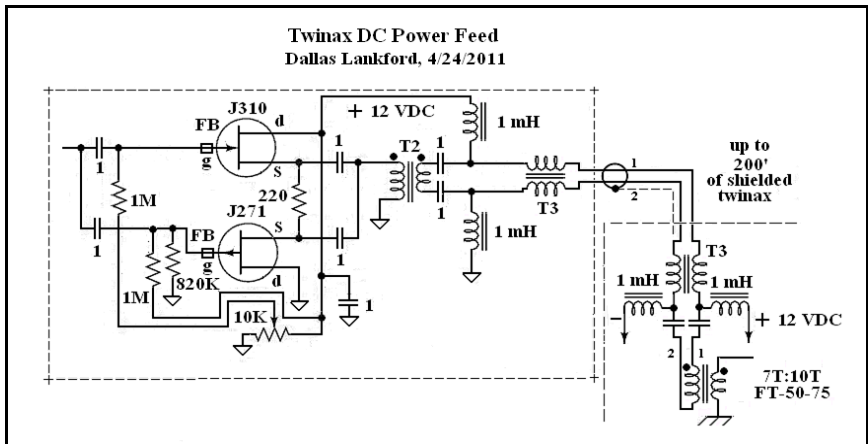 Twinax DC Power Feed
Dallas Lankford, 4/24/2011
J310
FB
d
+ 12 VDC
1 mH
1
g
s
1
T2
1
1M
220
1
T3
1
2
up to
200'
of shielded
twinax
J271
FB
s
1
1
g
d
1 mH
1M
820K
10K
1
T3
1 mH
1 mH
-
+ 12 VDC
2
1
7T:10T
FT-50-75